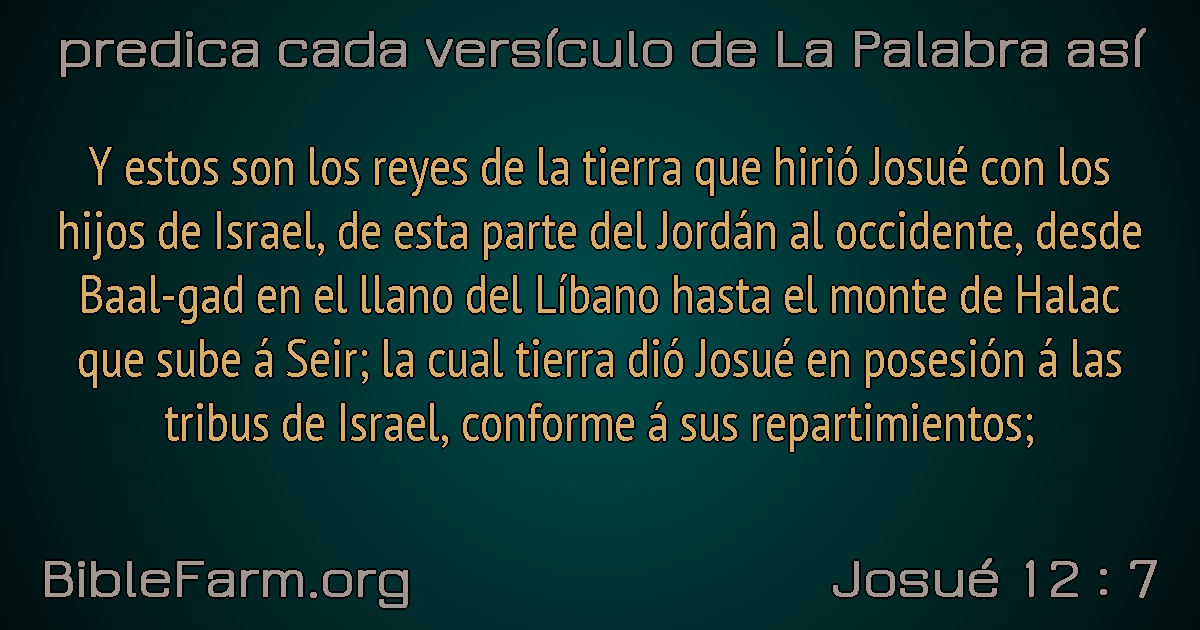 predica cada versículo de La Palabra así
Y estos son los reyes de la tierra que hirió Josué con los
hijos de Israel, de esta parte del Jordán al occidente, desde
Baal-gad en el llano del Líbano hasta el monte de Halac
que sube á Seir; la cual tierra dió Josué en posesión á las
tribus de Israel, conforme á sus repartimientos;
BibleFarm.org
Josué 12 : 7